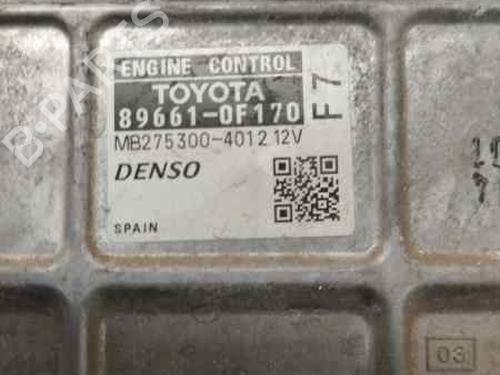 ENGINE CONTROL
TOYOTA
89661-0F170
F7
MB275300-4012 12V
DENSO
SPAIN
03
B-PARTS